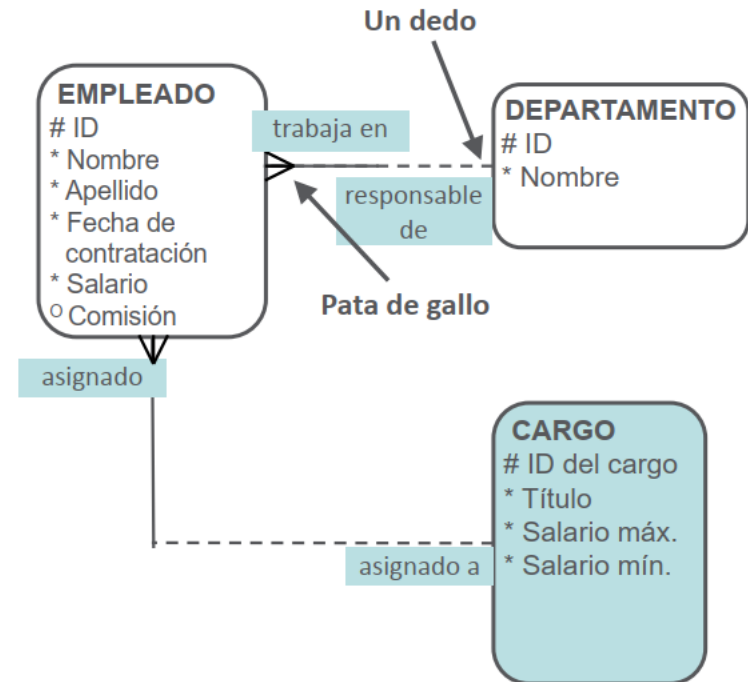 Un dedo
EMPLEADO
# ID
* Nombre
* Apellido
* Fecha de
contratación
* Salario
O Comisión
trabaja en
responsable
de
DEPARTAMENTO
# ID
* Nombre
Pata de gallo
asignado
asignado a
CARGO
# ID del cargo
* Título
* Salario máx.
* Salario mín.